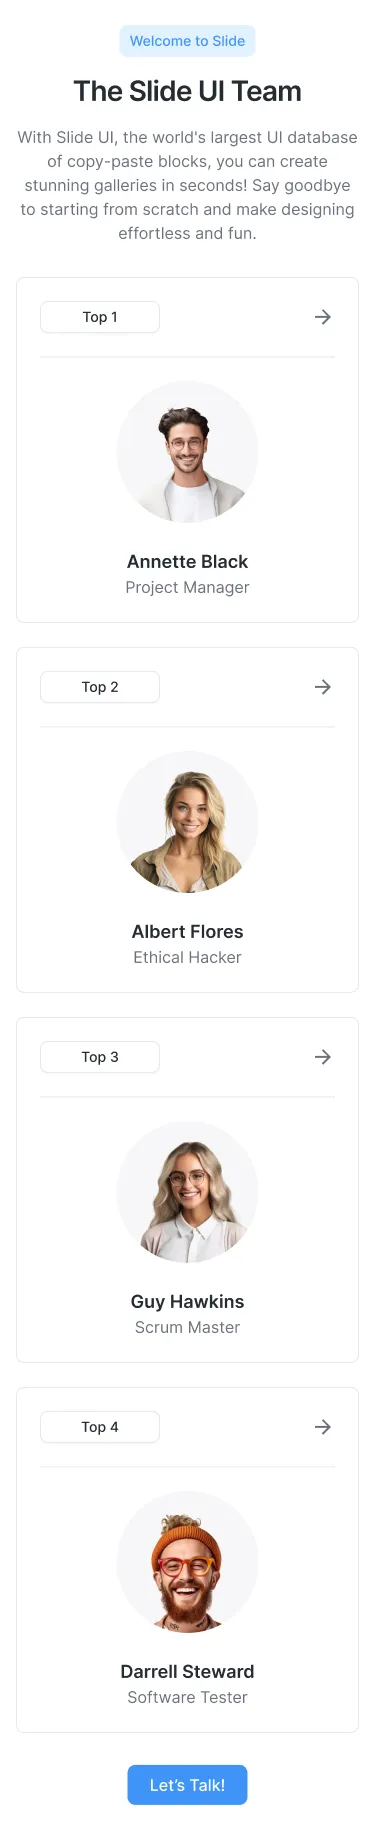 Welcome to Slide
The Slide UI Team
With Slide UI, the world's largest UI database
of copy-paste blocks, you can create
stunning galleries in seconds! Say goodbye
to starting from scratch and make designing
effortless and fun.
Top 1
Annette Black
Project Manager
Top 2
Albert Flores
Ethical Hacker
Top 3
Guy Hawkins
Scrum Master
Top 4
Darrell Steward
Software Tester
Let’s Talk!